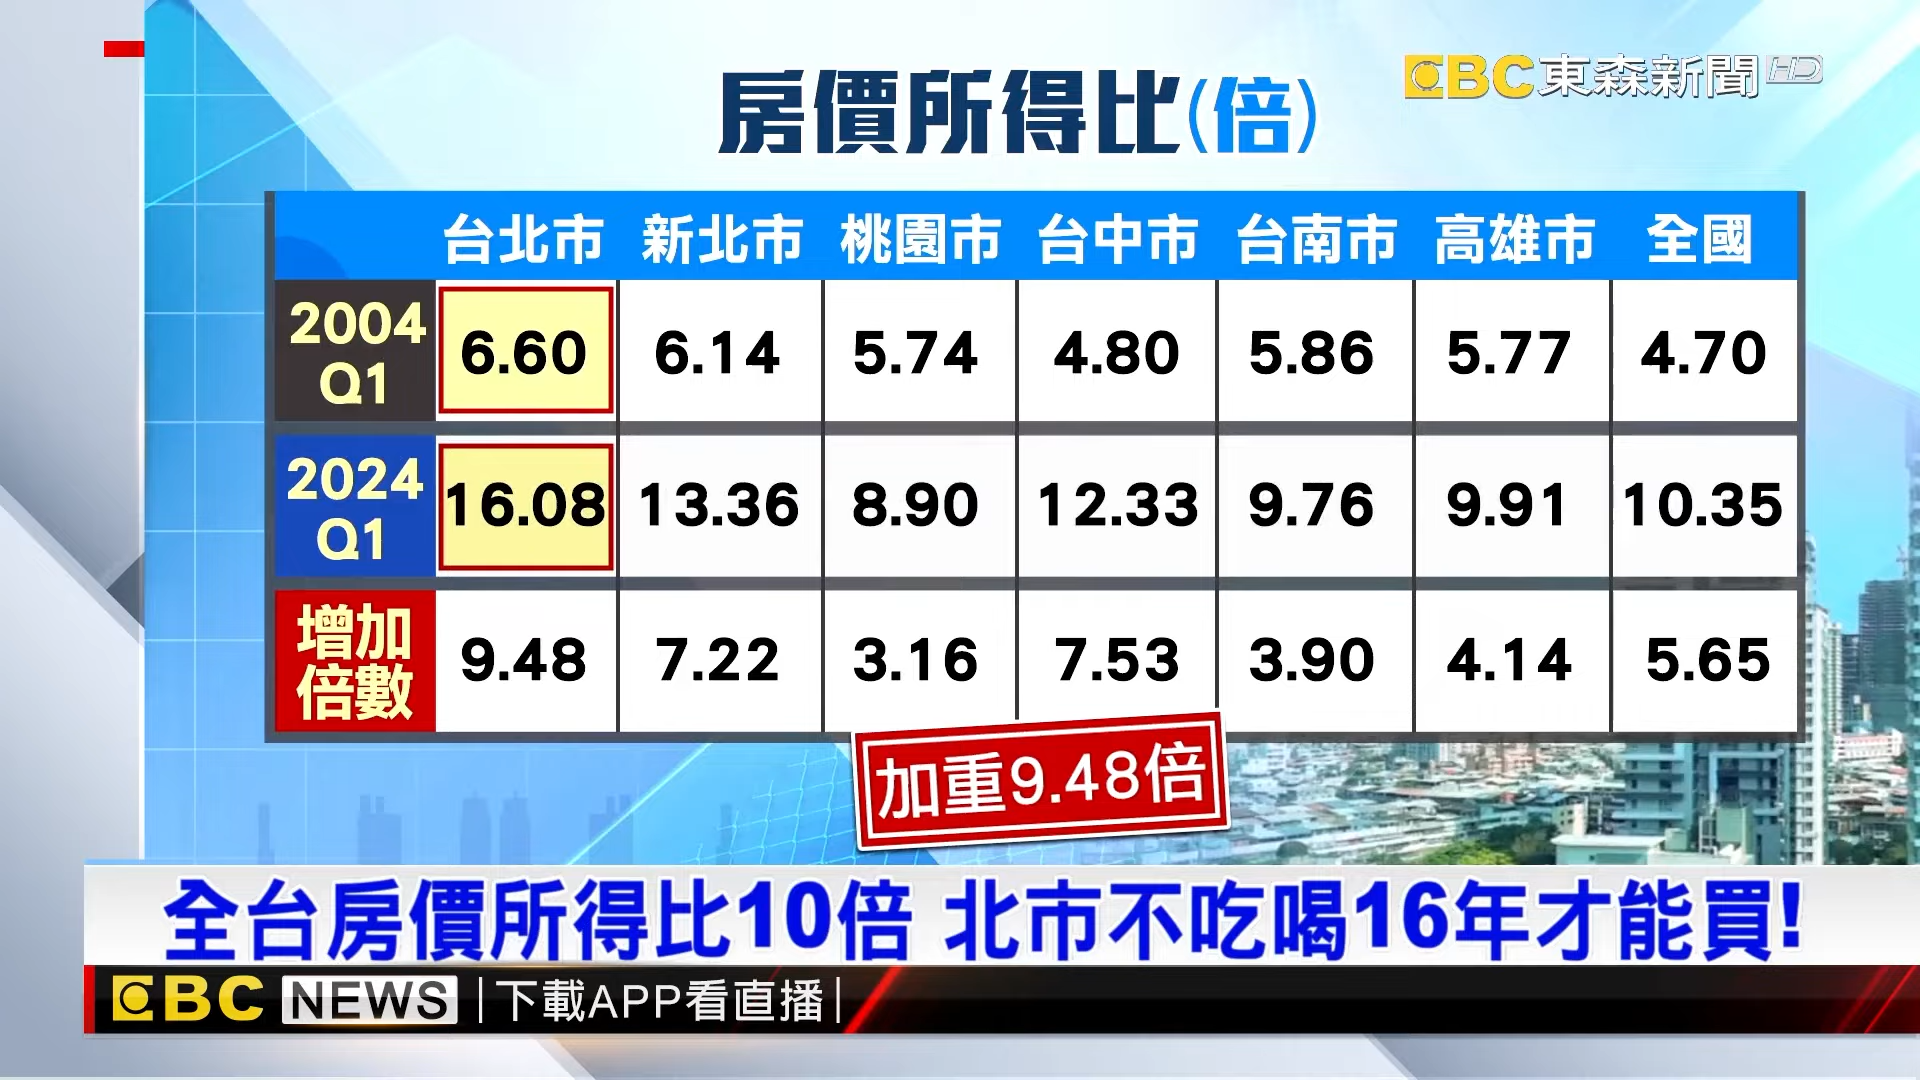 房價所得比(倍)
EBC東森新聞HD
台北市 新北市 桃園市 台中市 台南市 高雄市 全國
2004 Q1 6.60 6.14 5.74 4.80 5.86 5.77 4.70
2024 Q1 16.08 13.36 8.90 12.33 9.76 9.91 10.35
增加倍數 9.48 7.22 3.16 7.53 3.90 4.14 5.65
加重9.48倍
全台房價所得比10倍 北市不吃喝16年才能買!
EBC NEWS |下載APP看直播|